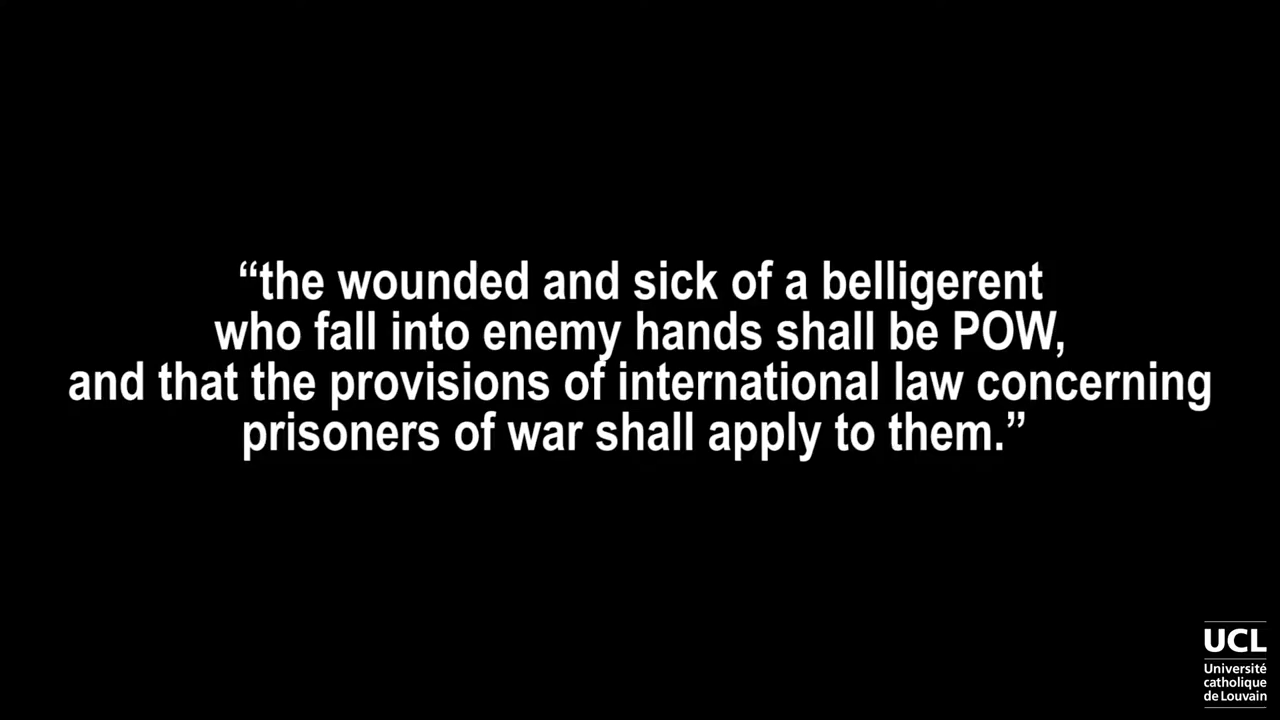 “the wounded and sick of a belligerent
who fall into enemy hands shall be POW,
and that the provisions of international law concerning
prisoners of war shall apply to them.”
UCL
Université
catholique
de Louvain